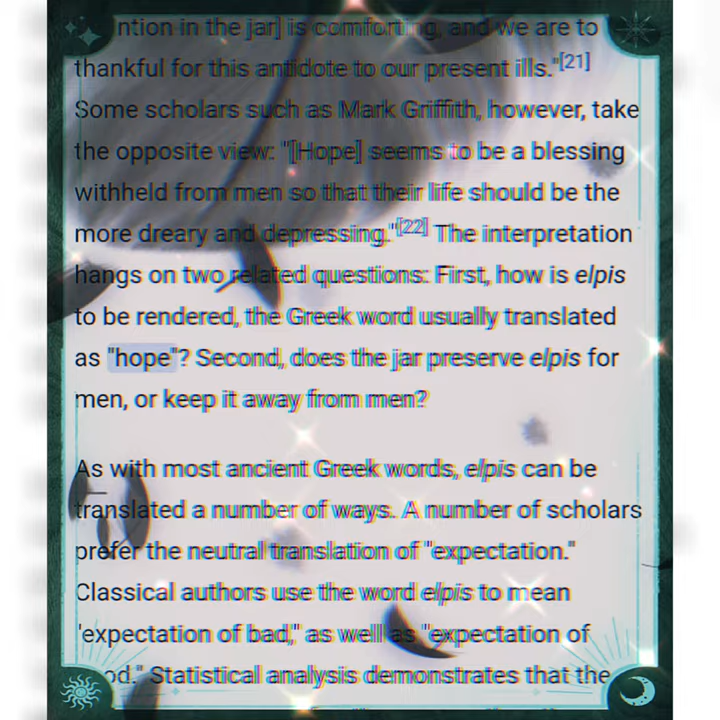 ntion in the jar] is comforting, and we are to
thankful for this antidote to our present ills."[21]
Some scholars such as Mark Griffith, however, take
the opposite view: "[Hope] seems to be a blessing
withheld from men so that their life should be the
more dreary and depressing."[22] The interpretation
hangs on two related questions: First, how is elpis
to be rendered, the Greek word usually translated
as "hope"? Second, does the jar preserve elpis for
men, or keep it away from men?
As with most ancient Greek words, elpis can be
translated a number of ways. A number of scholars
prefer the neutral translation of "expectation."
Classical authors use the word elpis to mean
"expectation of bad," as well as "expectation of
od." Statistical analysis demonstrates that the